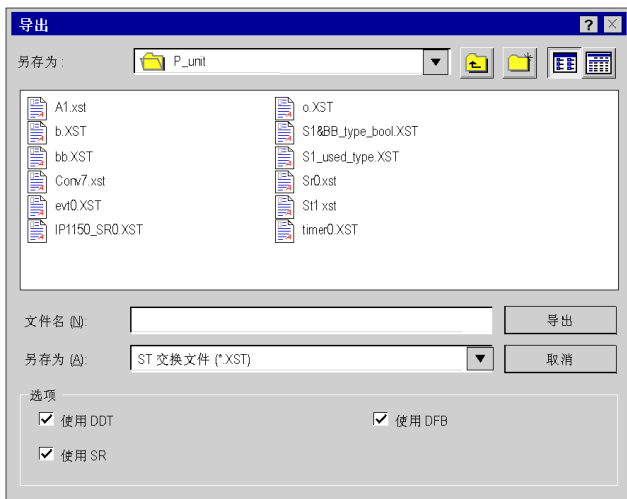 导出
另存为: P_unit
A1.xst
b.XST
bb.XST
Conv7.xst
evt0.XST
IP1150_SR0.XST
o.XST
S1&BB_type_bool.XST
S1_used_type.XST
Sr0.xst
St1 xst
timer0.XST
文件名 (N): 导出
另存为 (A): ST 交换文件 (*.XST) 取消
选项
使用 DDT 使用 DFB
使用 SR